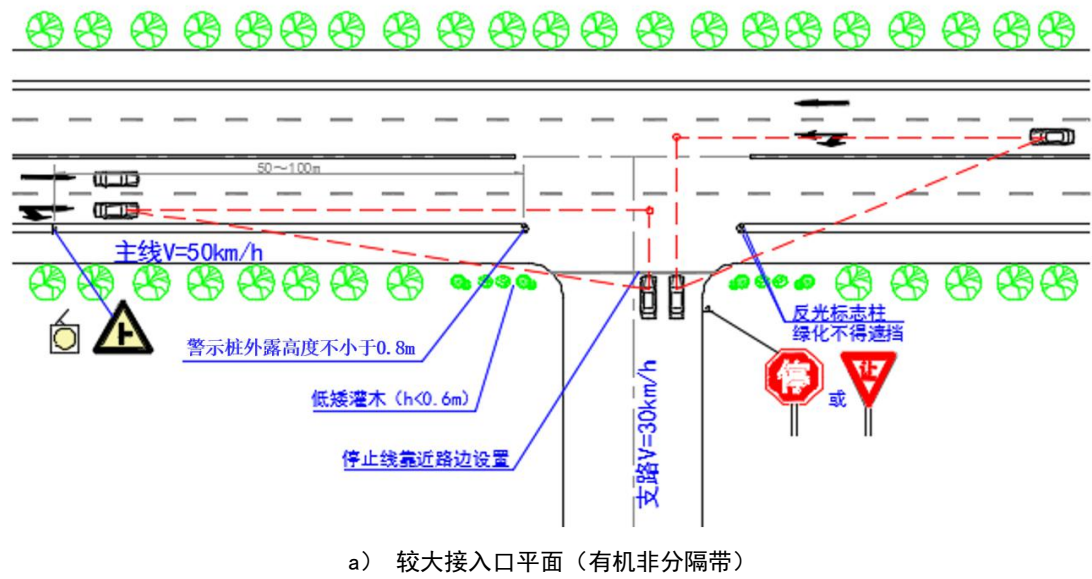 50～100m
主线V=50km/h
警示桩外露高度不小于0.8m
低矮灌木（h<0.6m）
停止线靠近路边设置
支路V=30km/h
反光标志柱
绿化不得遮挡
停
或
让
a） 较大接入口平面（有机非分隔带）